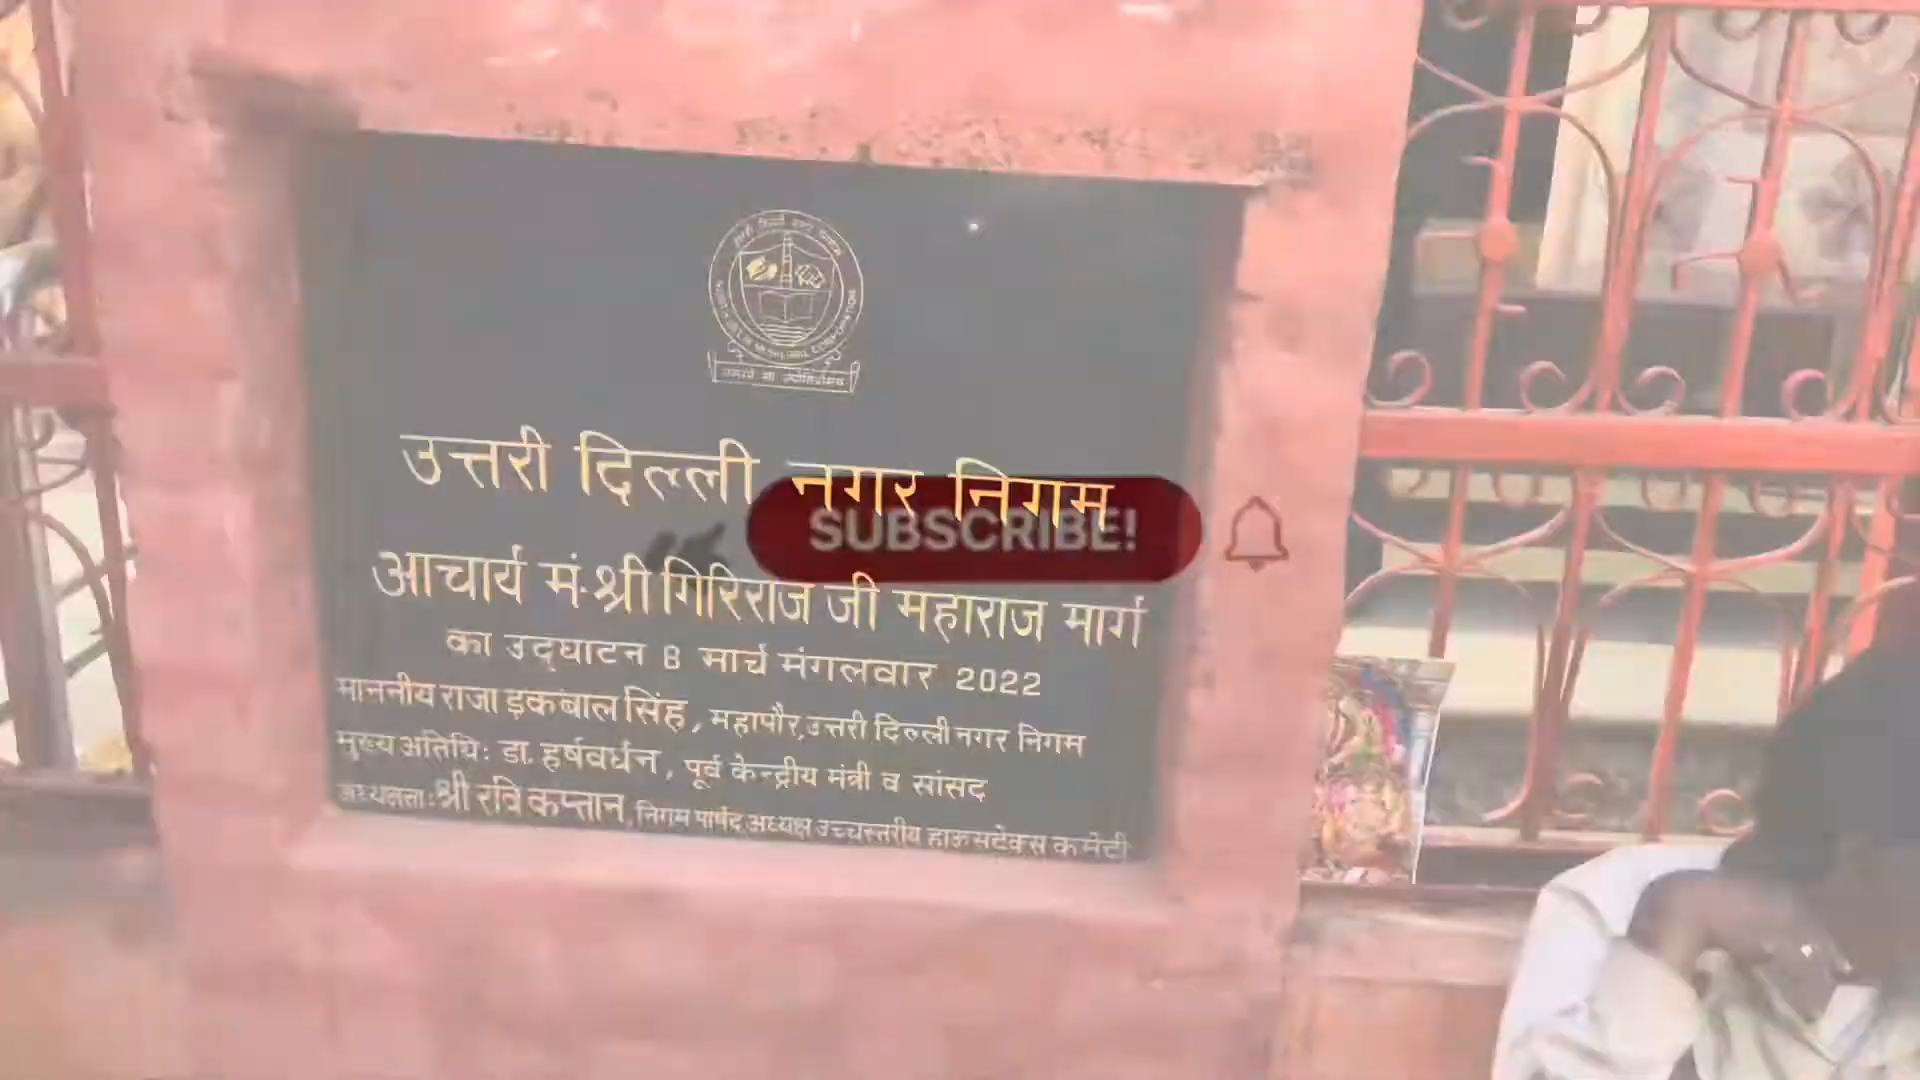 उत्तरी दिल्ली नगर निगम
SUBSCRIBE!
आचार्य मं.श्री गिरिराज जी महाराज मार्ग
का उद्घाटन 8 मार्च मंगलवार 2022
माननीय राजा इकबाल सिंह, महापौर, उत्तरी दिल्ली नगर निगम
मुख्य अतिथि: डा. हर्षवर्धन, पूर्व केन्द्रीय मंत्री व सांसद
अध्यक्षता: श्री रवि कप्तान, निगम पार्षद, अध्यक्ष उच्चस्तरीय हाऊसटेक्स कमेटी